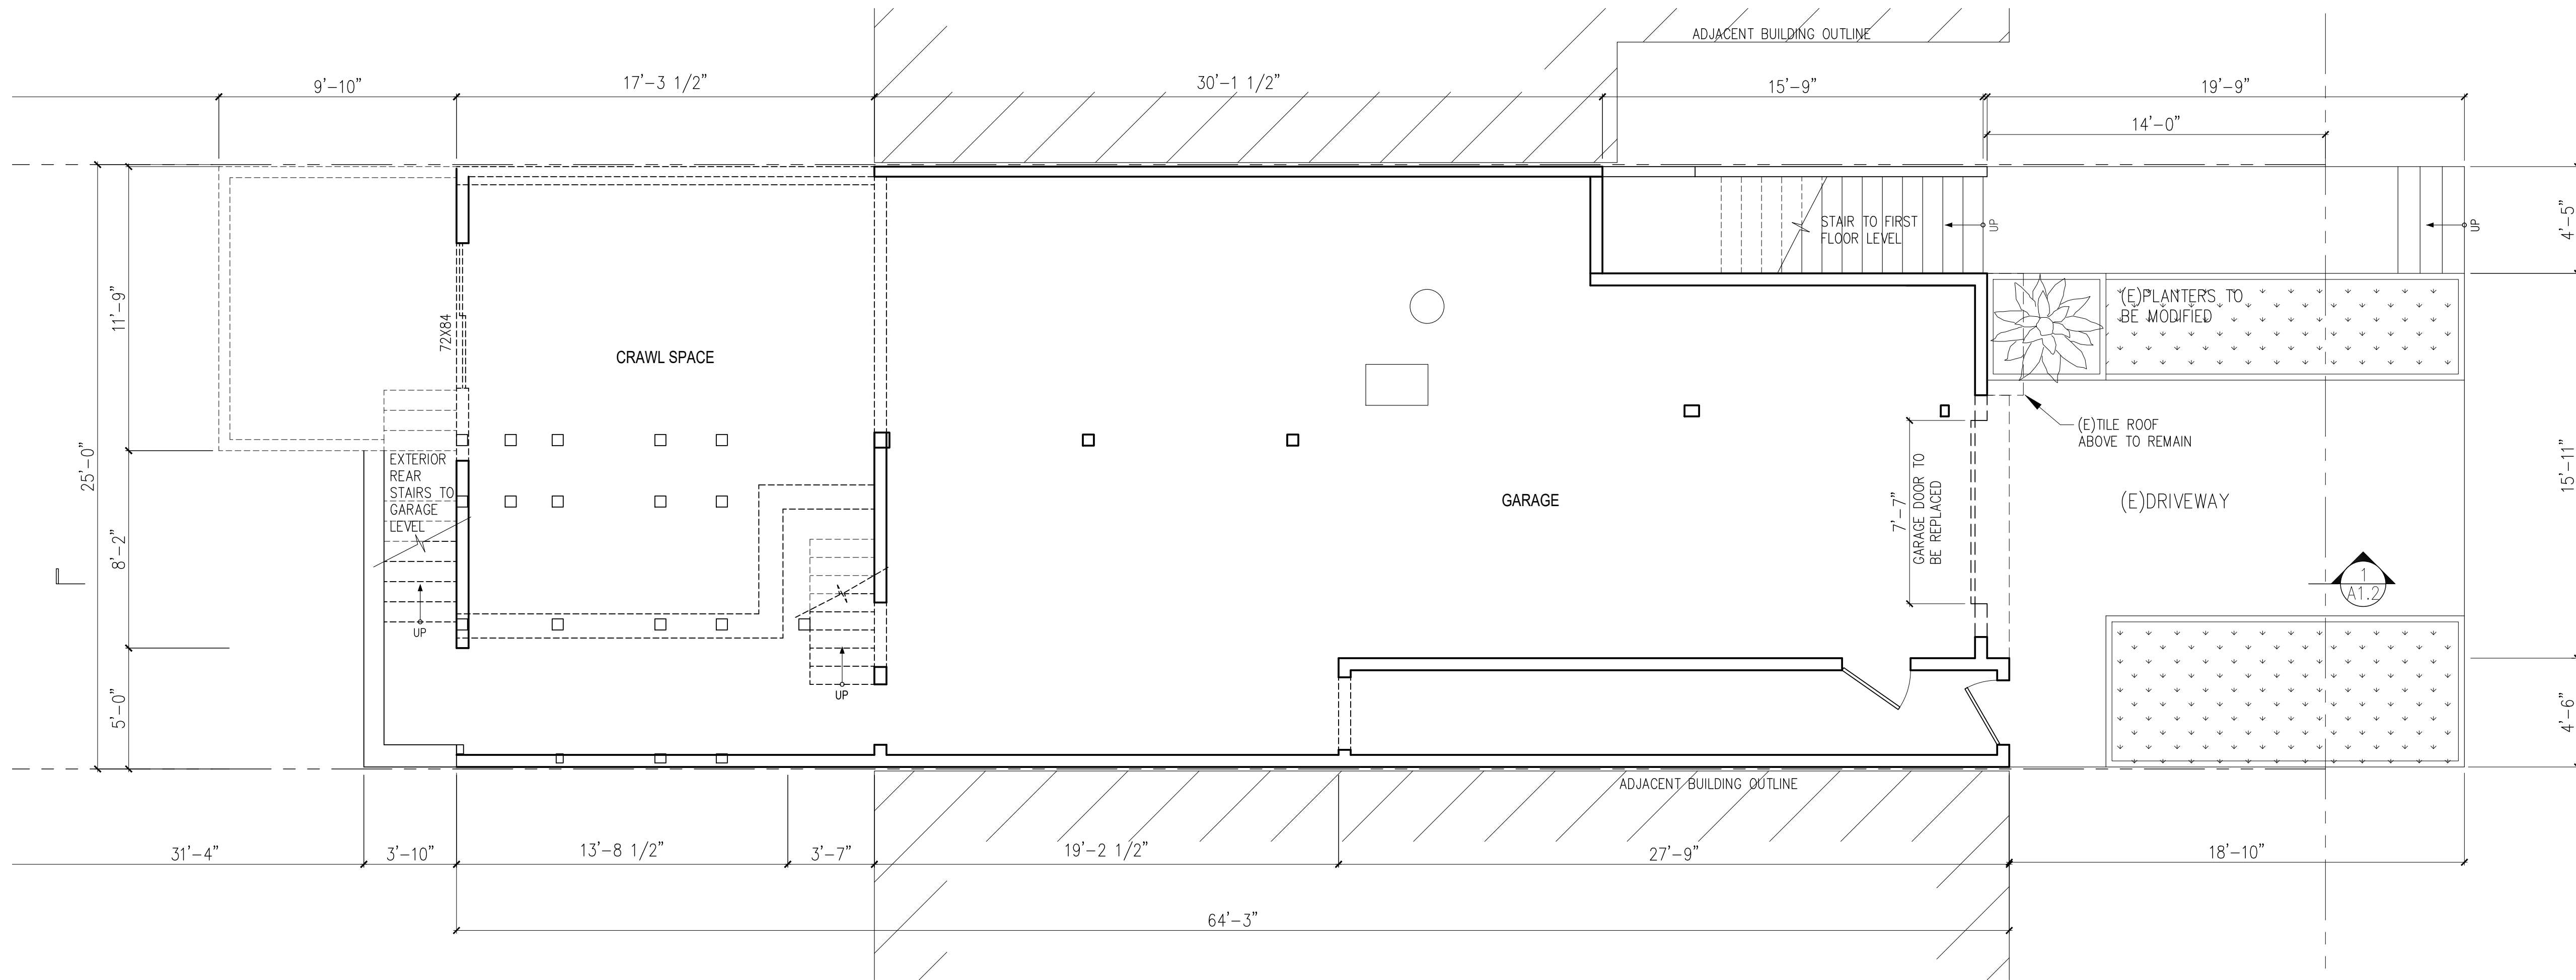 ADJACENT BUILDING OUTLINE
9'-10"
17'-3 1/2"
30'-1 1/2"
15'-9"
19'-9"
14'-0"
STAIR TO FIRST
FLOOR LEVEL
UP
UP
4'-5"
11'-9"
72X84
CRAWL SPACE
(E)PLANTERS TO
BE MODIFIED
(E)TILE ROOF
ABOVE TO REMAIN
25'-0"
EXTERIOR
REAR
STAIRS TO
GARAGE
LEVEL
GARAGE
7'-7"
GARAGE DOOR TO
BE REPLACED
(E)DRIVEWAY
15'-11"
8'-2"
1
A1.2
UP
UP
5'-0"
4'-6"
ADJACENT BUILDING OUTLINE
31'-4"
3'-10"
13'-8 1/2"
3'-7"
19'-2 1/2"
27'-9"
18'-10"
64'-3"